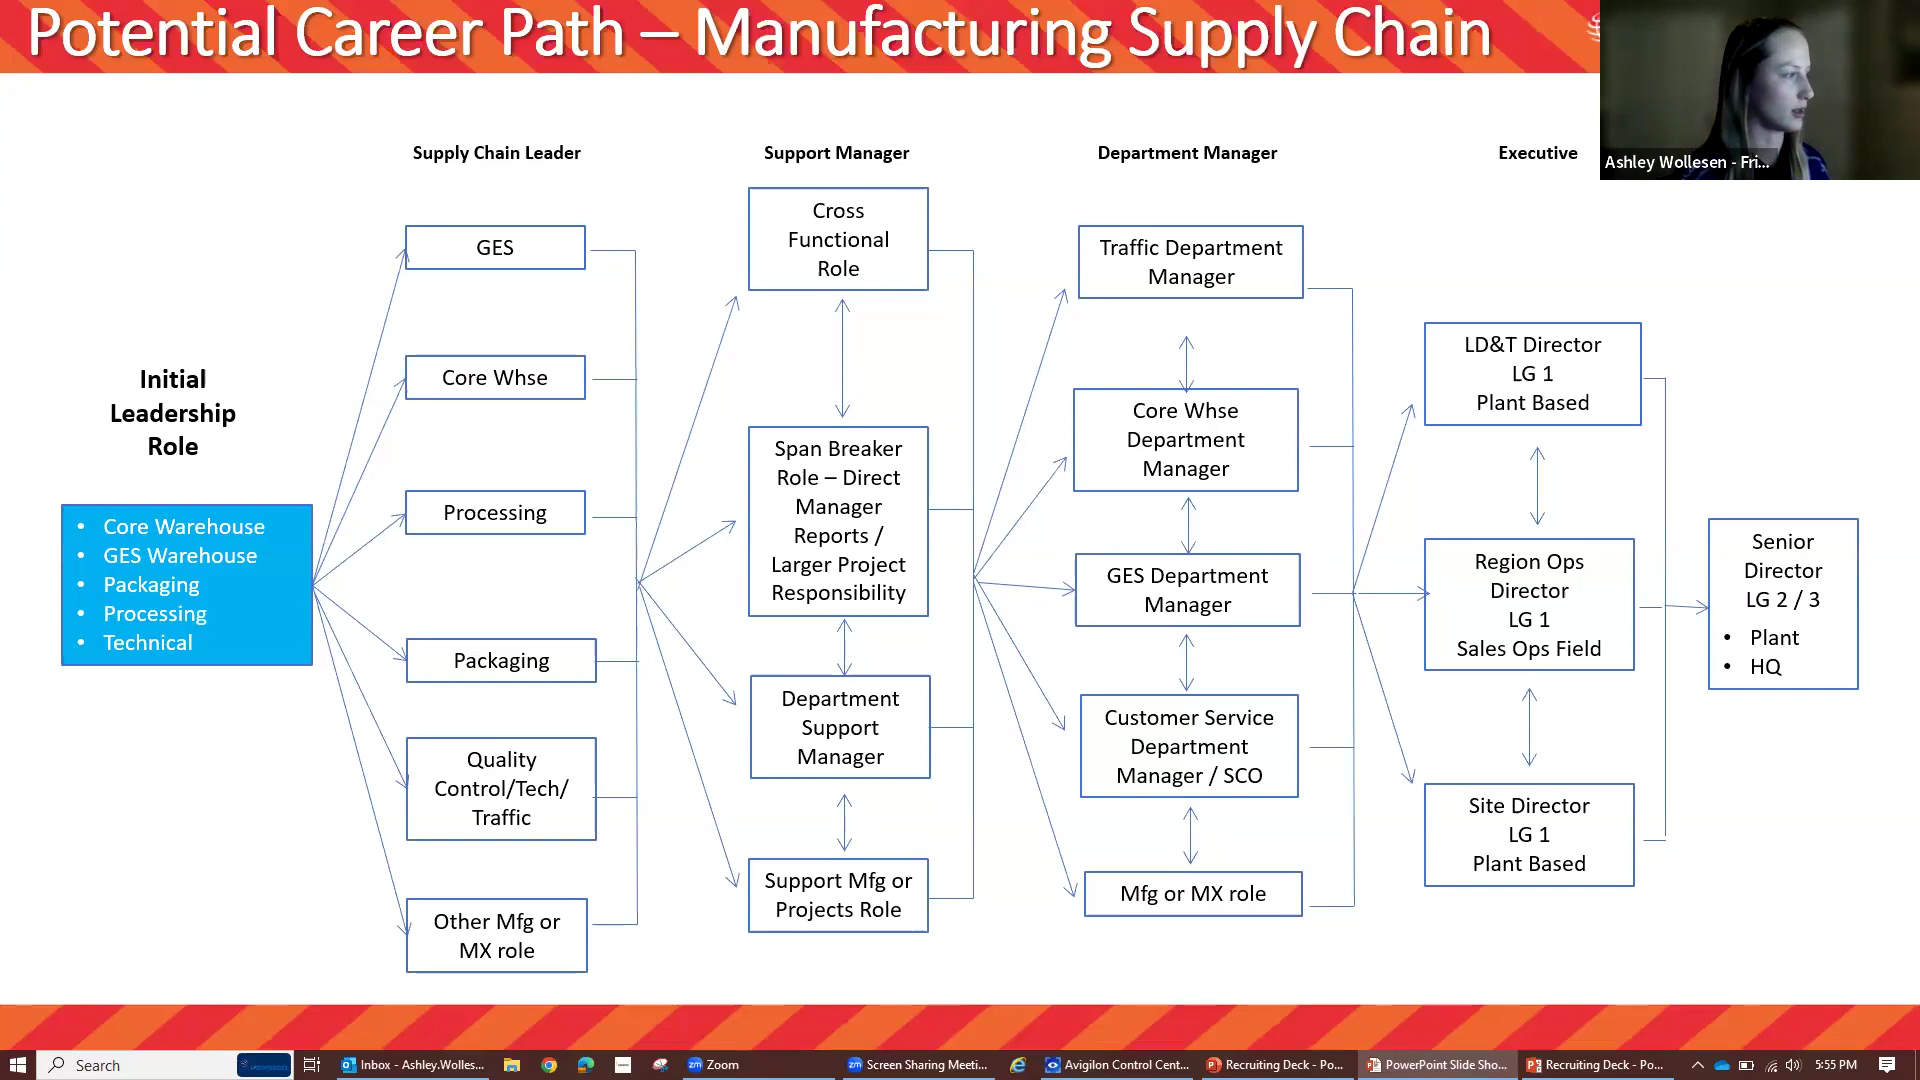 Potential Career Path – Manufacturing Supply Chain
Ashley Wollesen - Fri...
Supply Chain Leader
Support Manager
Department Manager
Executive
Initial
Leadership
Role
• Core Warehouse
• GES Warehouse
• Packaging
• Processing
• Technical
GES
Core Whse
Processing
Packaging
Quality
Control/Tech/
Traffic
Other Mfg or
MX role
Cross
Functional
Role
Span Breaker
Role – Direct
Manager
Reports /
Larger Project
Responsibility
Department
Support
Manager
Support Mfg or
Projects Role
Traffic Department
Manager
Core Whse
Department
Manager
GES Department
Manager
Customer Service
Department
Manager / SCO
Mfg or MX role
LD&T Director
LG 1
Plant Based
Region Ops
Director
LG 1
Sales Ops Field
Site Director
LG 1
Plant Based
Senior
Director
LG 2 / 3
• Plant
• HQ
Search
Inbox - Ashley.Wolles...
Zoom
Screen Sharing Meeti...
Avigilon Control Cent...
Recruiting Deck - Po...
PowerPoint Slide Sho...
Recruiting Deck - Po...
5:55 PM